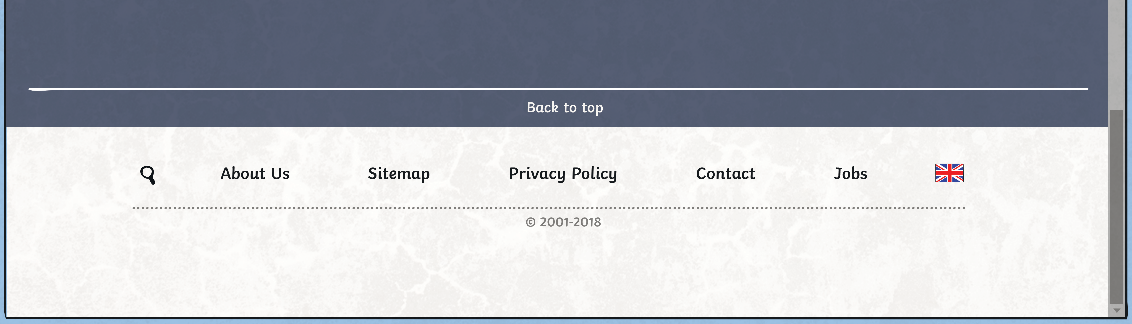 Back to top
About Us Sitemap Privacy Policy Contact Jobs
© 2001-2018